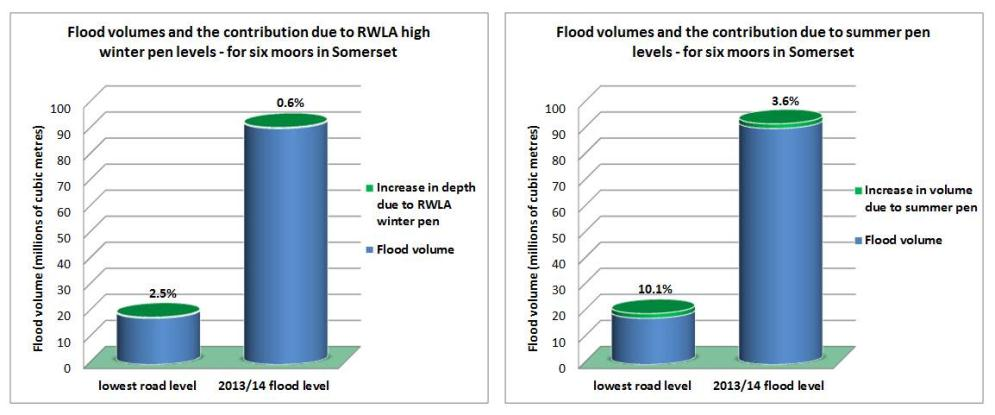 Flood volumes and the contribution due to RWLA high
winter pen levels - for six moors in Somerset
Flood volume (millions of cubic metres)
100
90
80
70
60
50
40
30
20
10
0
2.5%
0.6%
lowest road level
2013/14 flood level
Increase in depth
due to RWLA
winter pen
Flood volume
Flood volumes and the contribution due to summer pen
levels - for six moors in Somerset
Flood volume (millions of cubic metres)
100
90
80
70
60
50
40
30
20
10
0
10.1%
3.6%
lowest road level
2013/14 flood level
Increase in volume
due to summer pen
Flood volume